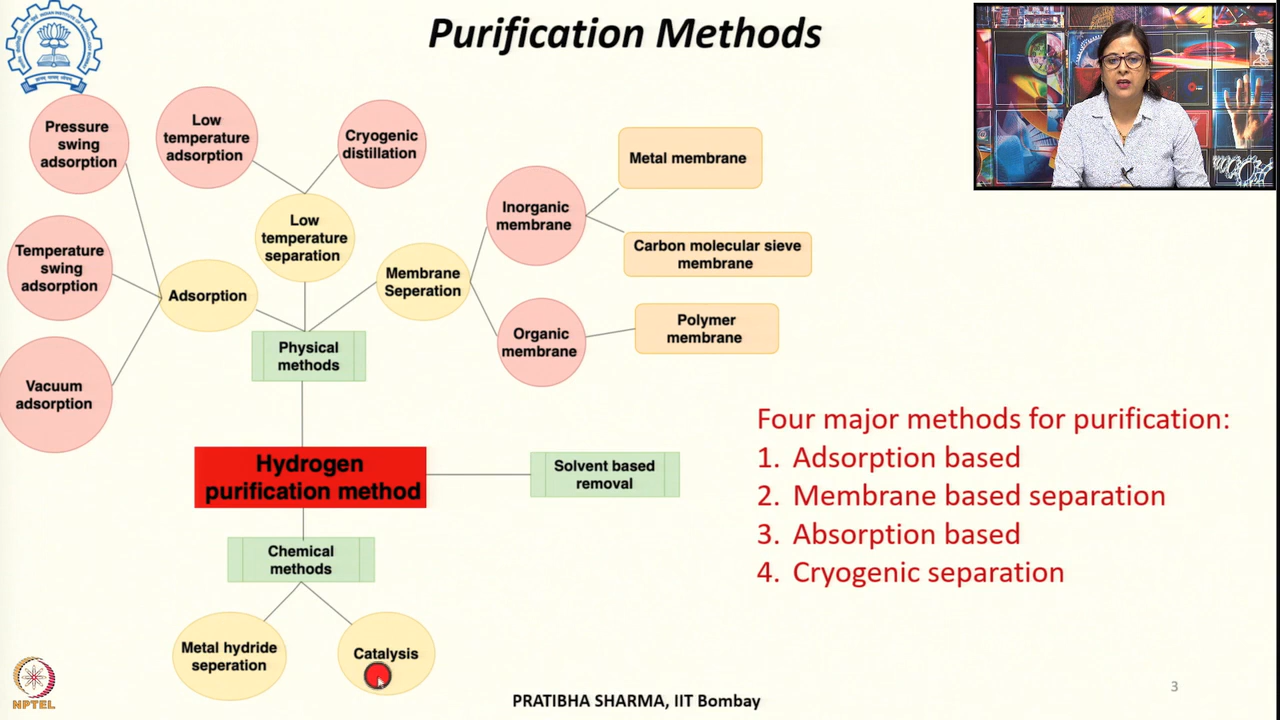 Purification Methods
Pressure
swing
adsorption
Low
temperature
adsorption
Cryogenic
distillation
Metal membrane
Inorganic
membrane
Carbon molecular sieve
membrane
Low
temperature
separation
Temperature
swing
adsorption
Adsorption
Membrane
Seperation
Organic
membrane
Polymer
membrane
Physical
methods
Vacuum
adsorption
Four major methods for purification:
1. Adsorption based
2. Membrane based separation
3. Absorption based
4. Cryogenic separation
Hydrogen
purification method
Solvent based
removal
Chemical
methods
Metal hydride
seperation
Catalysis
NPTEL
PRATIBHA SHARMA, IIT Bombay
3